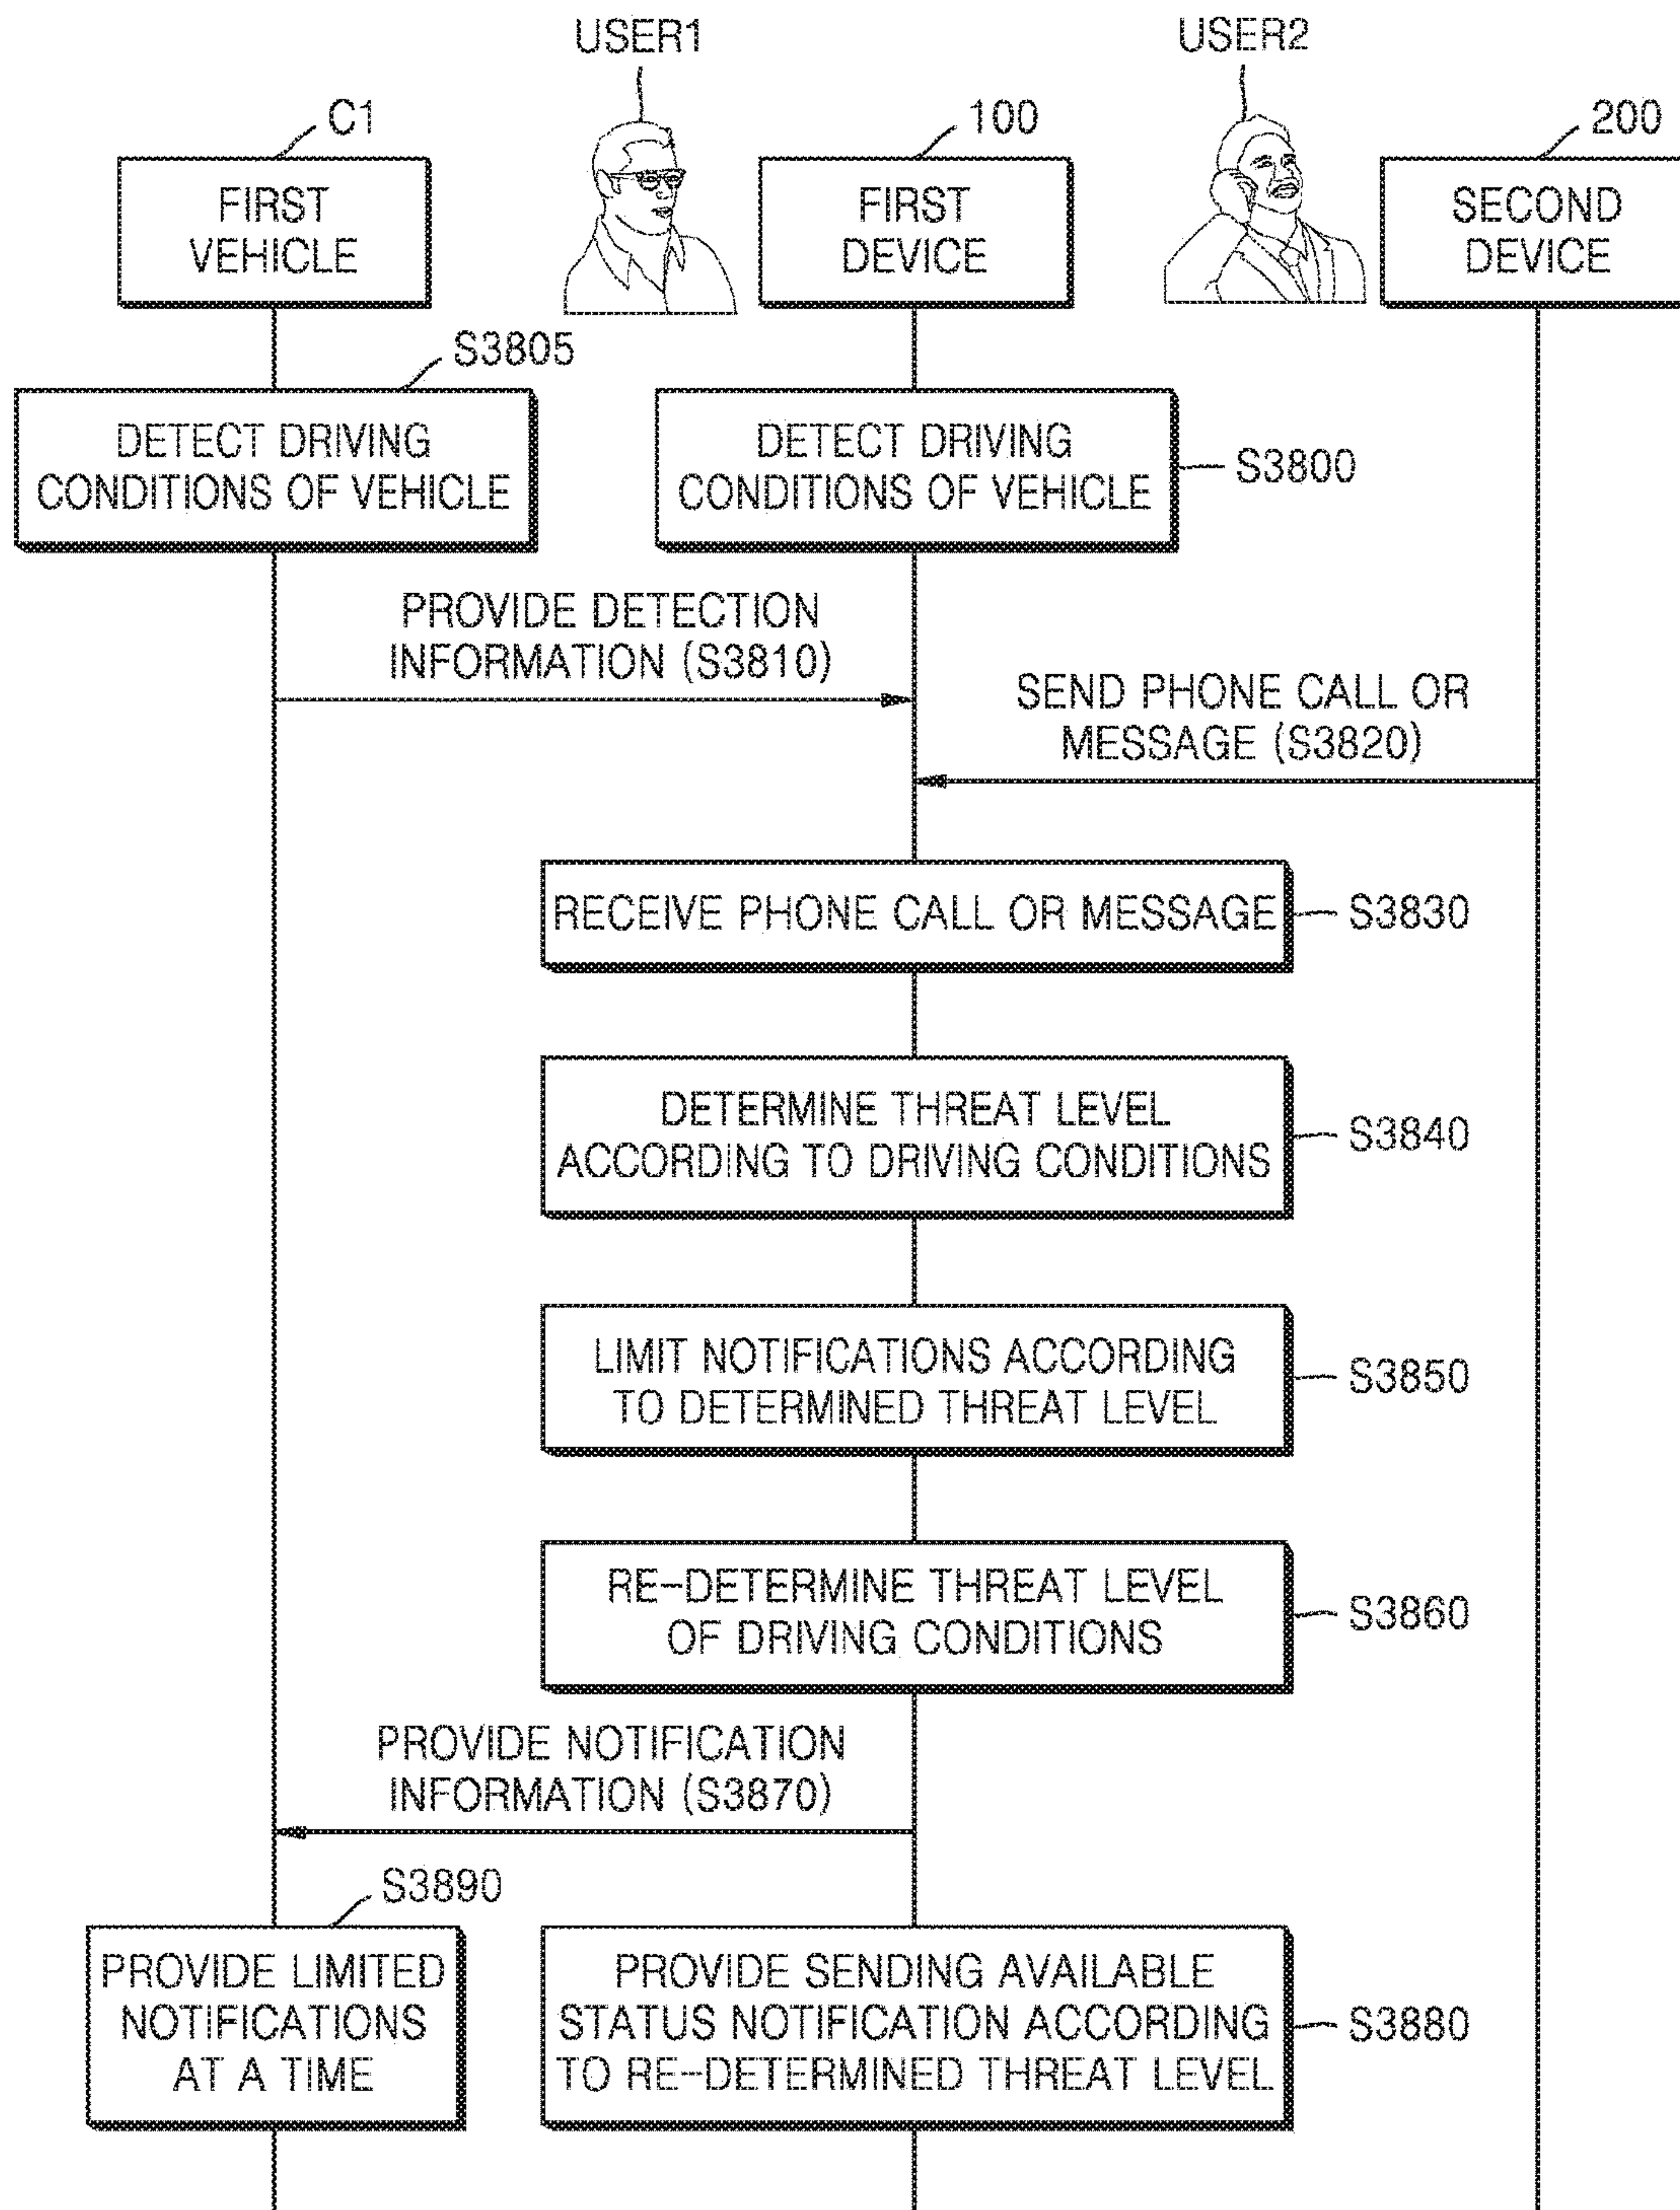 USER1
USER2
C1
100
200
FIRST
VEHICLE
FIRST
DEVICE
SECOND
DEVICE
S3805
DETECT DRIVING
CONDITIONS OF VEHICLE
DETECT DRIVING
CONDITIONS OF VEHICLE
S3800
PROVIDE DETECTION
INFORMATION (S3810)
SEND PHONE CALL OR
MESSAGE (S3820)
RECEIVE PHONE CALL OR MESSAGE
S3830
DETERMINE THREAT LEVEL
ACCORDING TO DRIVING CONDITIONS
S3840
LIMIT NOTIFICATIONS ACCORDING
TO DETERMINED THREAT LEVEL
S3850
RE-DETERMINE THREAT LEVEL
OF DRIVING CONDITIONS
S3860
PROVIDE NOTIFICATION
INFORMATION (S3870)
S3890
PROVIDE LIMITED
NOTIFICATIONS
AT A TIME
PROVIDE SENDING AVAILABLE
STATUS NOTIFICATION ACCORDING
TO RE-DETERMINED THREAT LEVEL
S3880